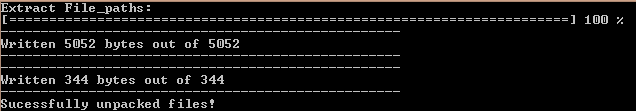 Extract File_paths:
[======================================================================] 100 %
--------------------------------------------------
Written 5052 bytes out of 5052
--------------------------------------------------
--------------------------------------------------
Written 344 bytes out of 344
--------------------------------------------------
Sucessfully unpacked files!